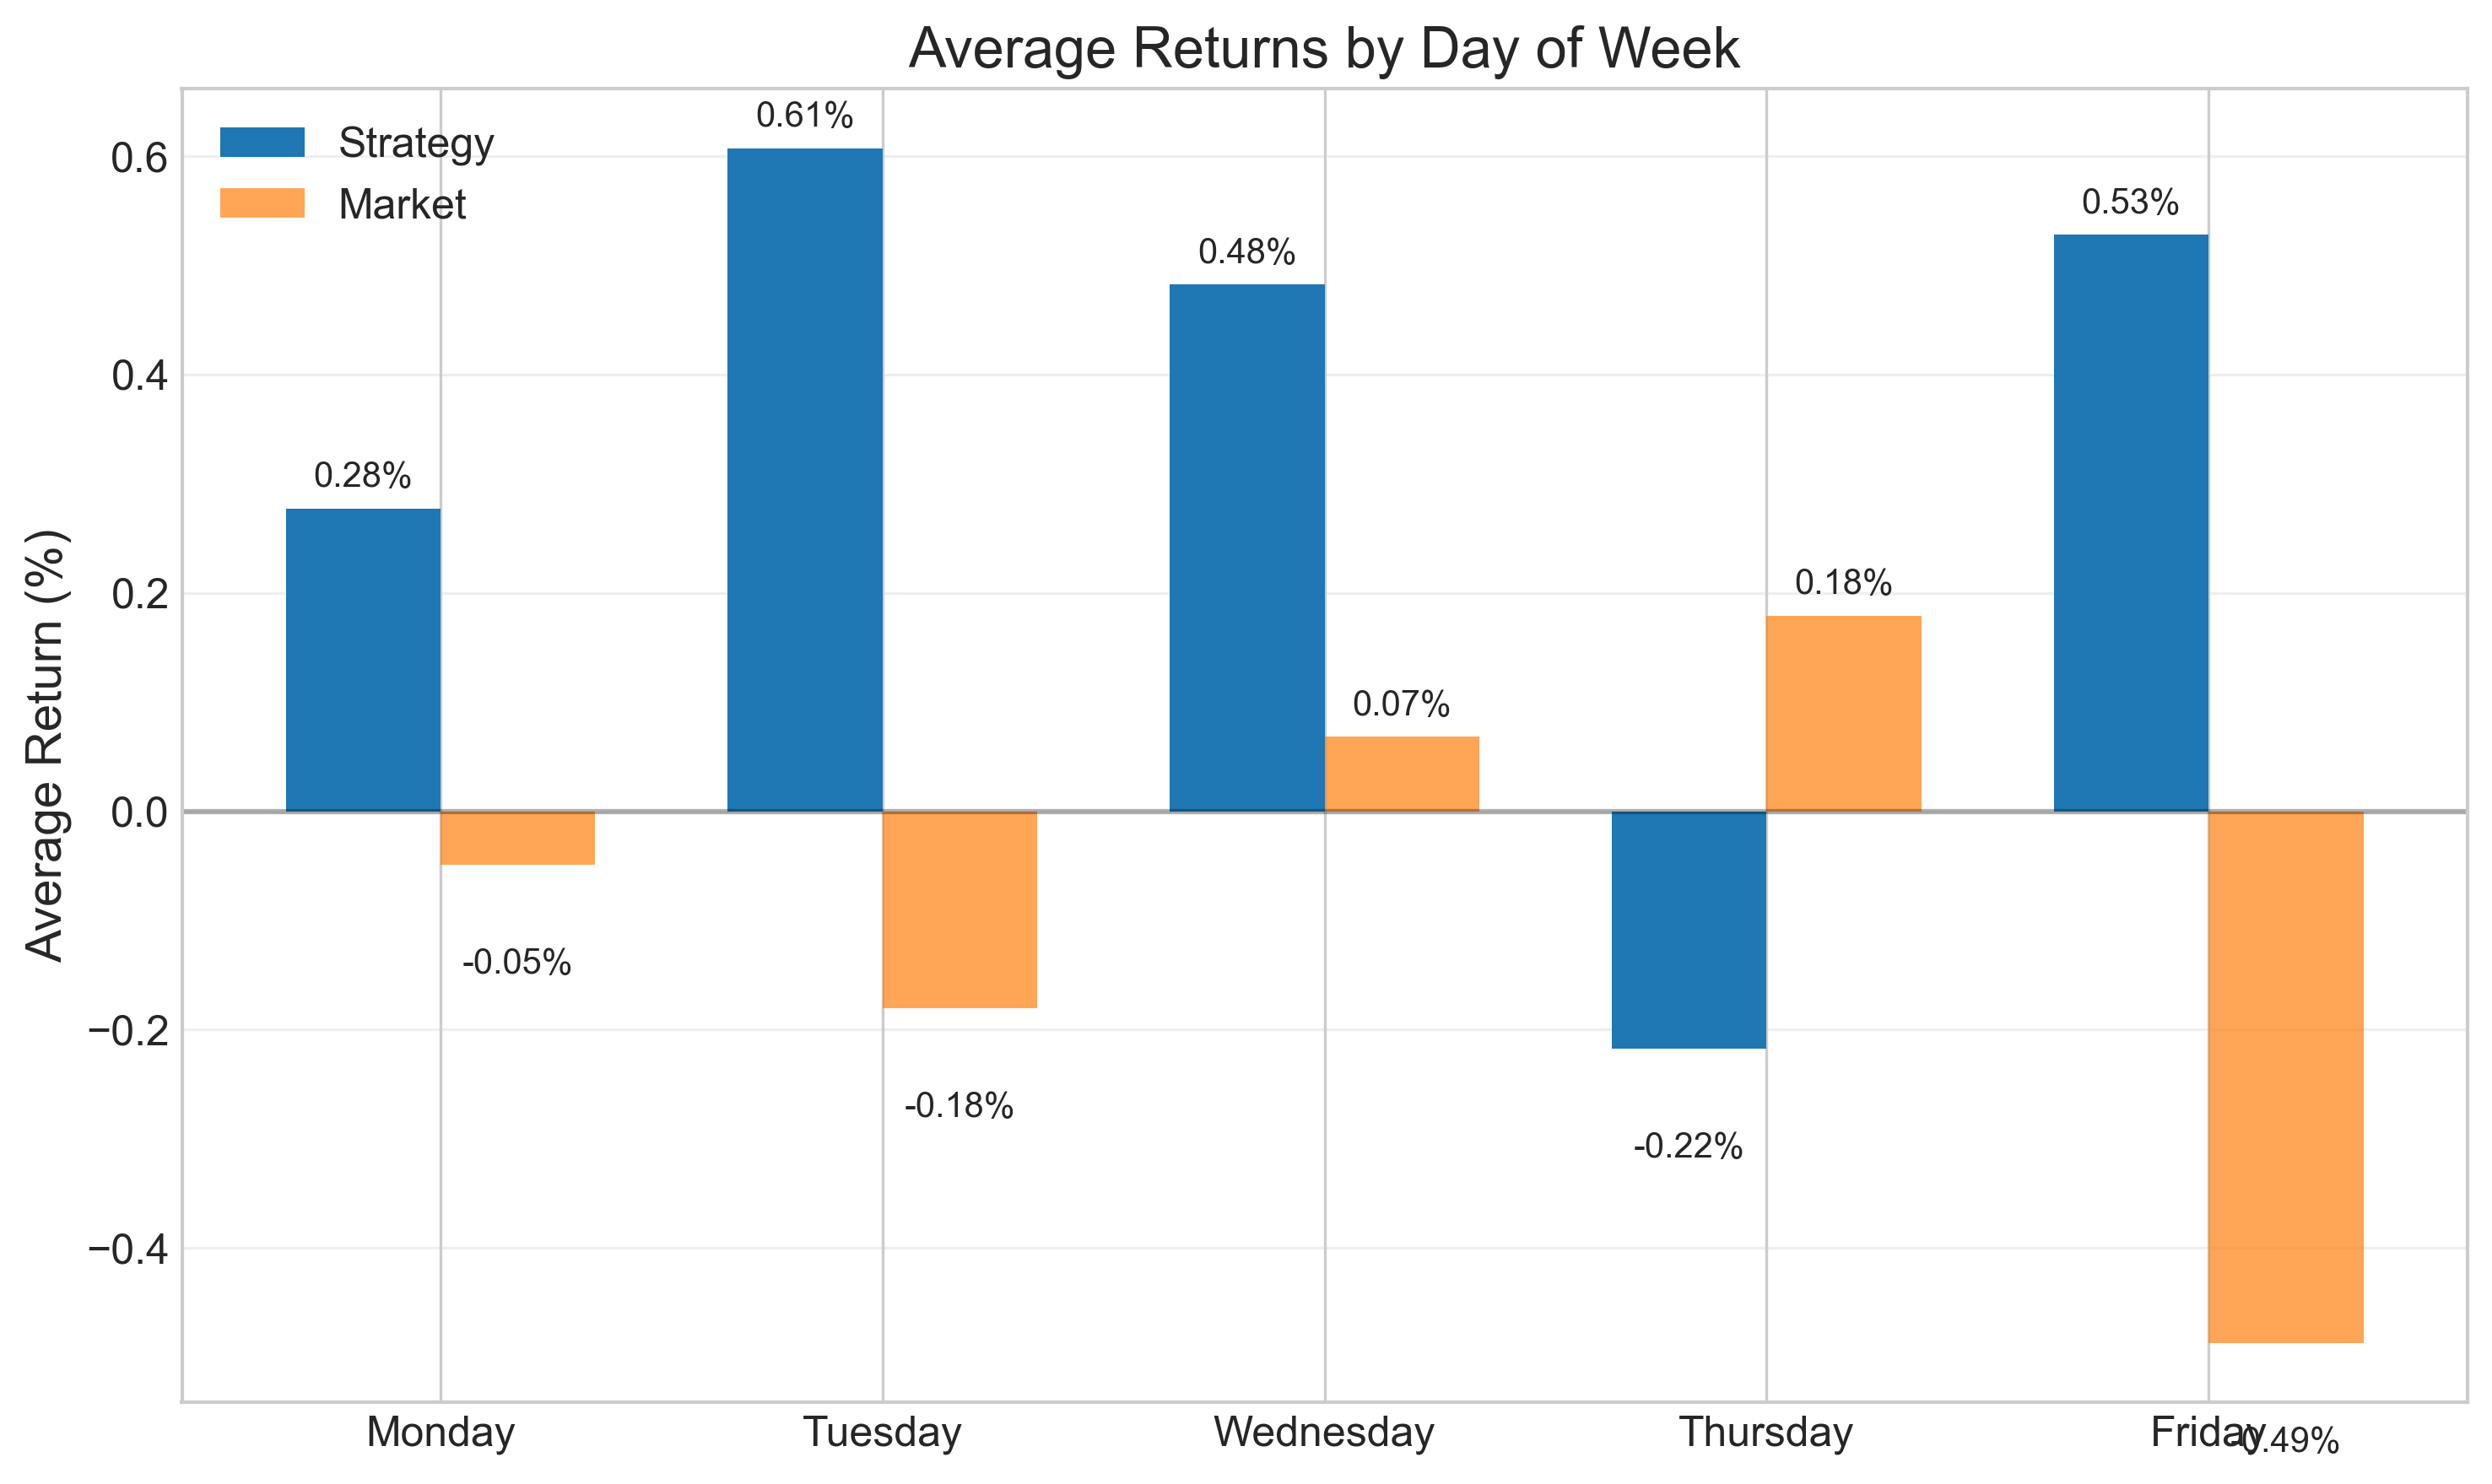 Average Returns by Day of Week
Strategy
Market
Average Return (%)
0.6
0.4
0.2
0.0
−0.2
−0.4
0.28%
-0.05%
0.61%
-0.18%
0.48%
0.07%
-0.22%
0.18%
0.53%
-0.49%
Monday
Tuesday
Wednesday
Thursday
Friday